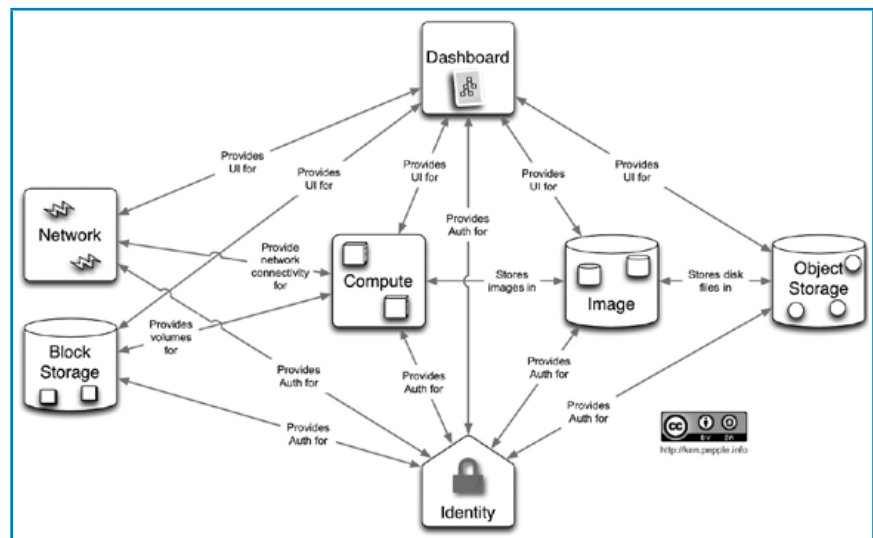 Dashboard
Provides
UI for
Provides
UI for
Provides
UI for
Provides
UI for
Provides
UI for
Network
Provides
Auth for
Provide
network
connectivity
for
Compute
Stores
images in
Image
Stores disk
files in
Object
Storage
Block
Storage
Provides
volumes
for
Provides
Auth for
Provides
Auth for
Provides
Auth for
Provides
Auth for
Provides
Auth for
Identity
cc
BY
SA
http://ken.pepple.info